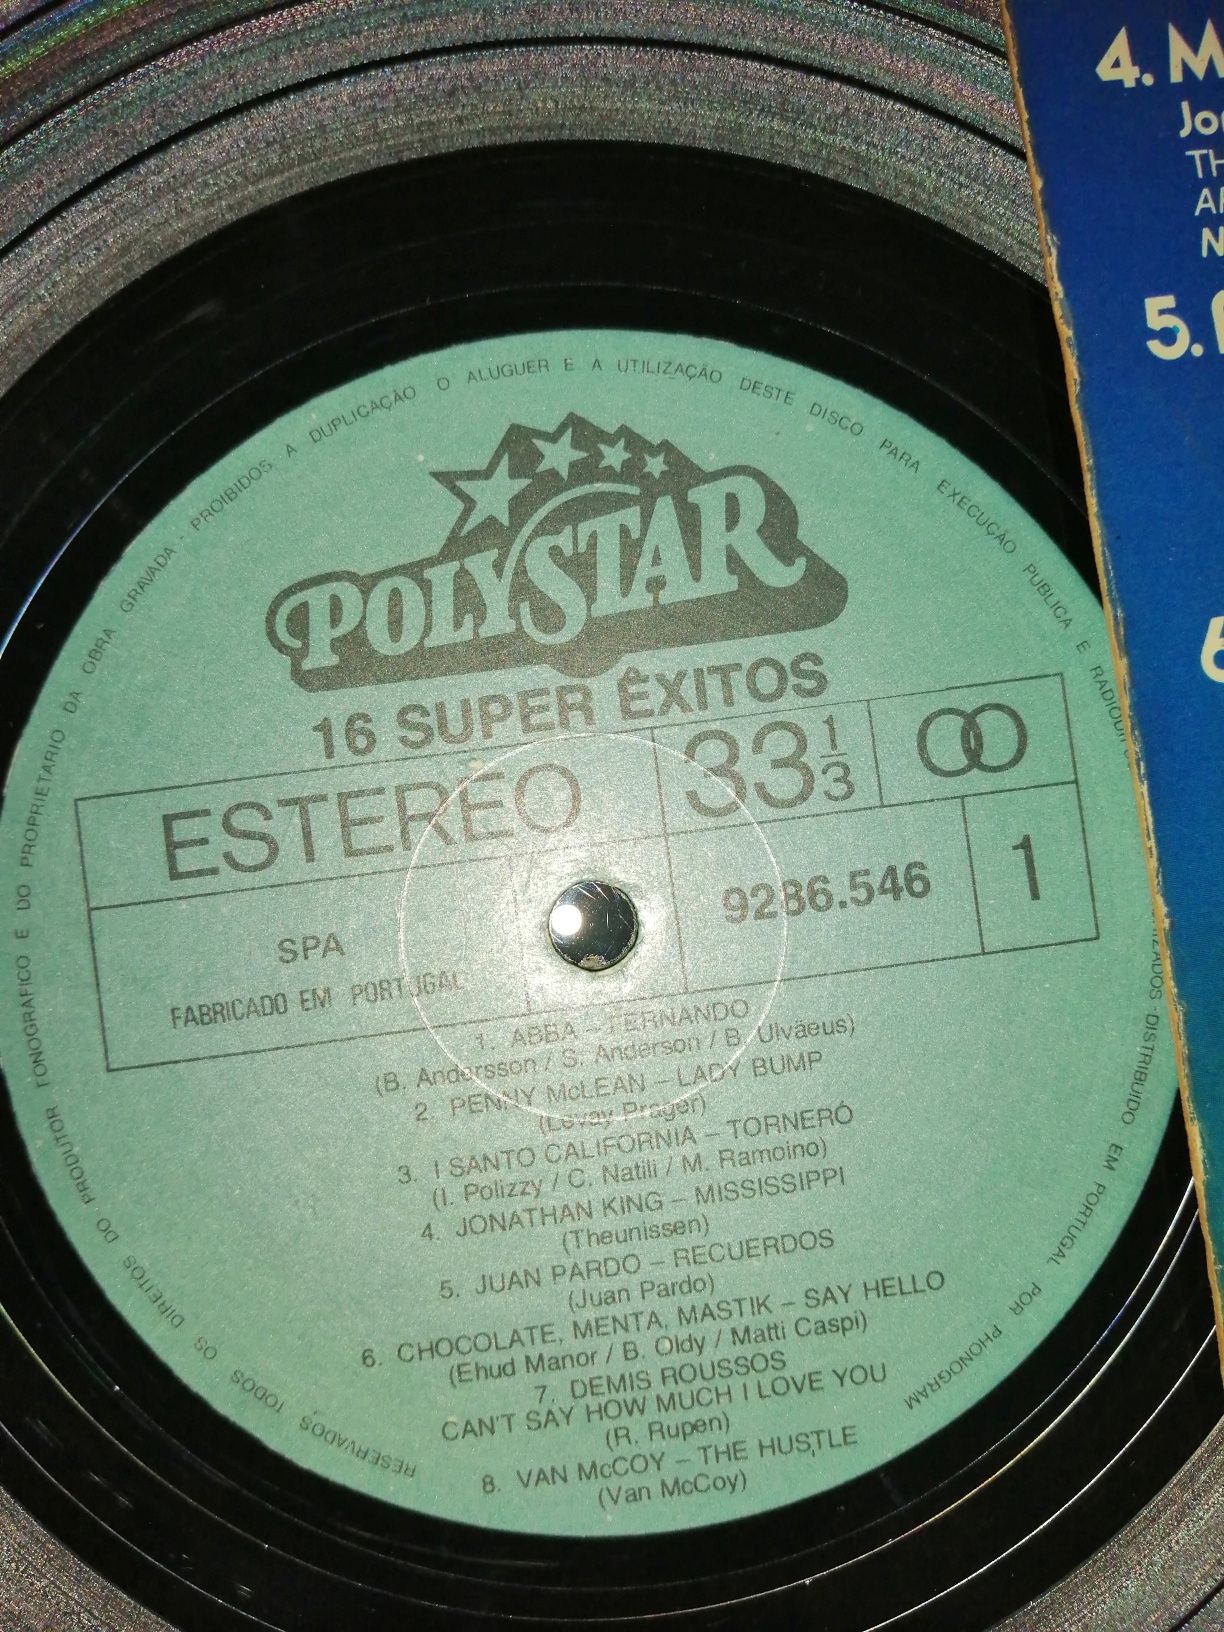 RESERVADOS TODOS OS DIREITOS DO PRODUTOR FONOGRAFICO E DO PROPRIETARIO DA OBRA GRAVADA - PROIBIDOS A DUPLICAÇÃO O ALUGUER E A UTILIZAÇÃO DESTE DISCO PARA EXECUÇÃO PUBLICA E
DISTRIBUIDO EM PORTUGAL POR PHONOGRAM
POLYSTAR
16 SUPER ÊXITOS
ESTEREO
33 1/3
SPA
FABRICADO EM PORTUGAL
9286.546
1
1. ABBA – FERNANDO
(B. Andersson / S. Anderson / B. Ulväeus)
2. PENNY McLEAN – LADY BUMP
(Levay Prager)
3. I SANTO CALIFORNIA – TORNERÓ
(I. Polizzy / C. Natili / M. Ramoino)
4. JONATHAN KING – MISSISSIPPI
(Theunissen)
5. JUAN PARDO – RECUERDOS
(Juan Pardo)
6. CHOCOLATE, MENTA, MASTIK – SAY HELLO
(Ehud Manor / B. Oldy / Matti Caspi)
7. DEMIS ROUSSOS
CAN'T SAY HOW MUCH I LOVE YOU
(R. Rupen)
8. VAN McCOY – THE HUSTLE
(Van McCoy)
4.
5.